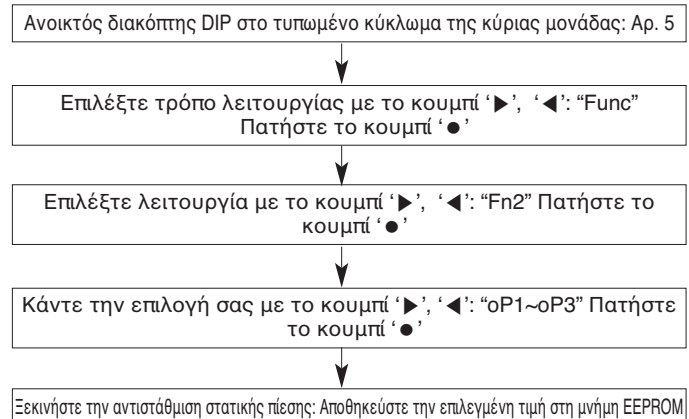 Ανοικτός διακόπτης DIP στο τυπωμένο κύκλωμα της κύριας μονάδας: Αρ. 5
Επιλέξτε τρόπο λειτουργίας με το κουμπί ‘▶’, ‘◀’: “Func”
Πατήστε το κουμπί ‘●’
Επιλέξτε λειτουργία με το κουμπί ‘▶’, ‘◀’: “Fn2” Πατήστε το
κουμπί ‘●’
Κάντε την επιλογή σας με το κουμπί ‘▶’, ‘◀’: “oP1~oP3” Πατήστε
το κουμπί ‘●’
Ξεκινήστε την αντιστάθμιση στατικής πίεσης: Αποθηκεύστε την επιλεγμένη τιμή στη μνήμη EEPROM